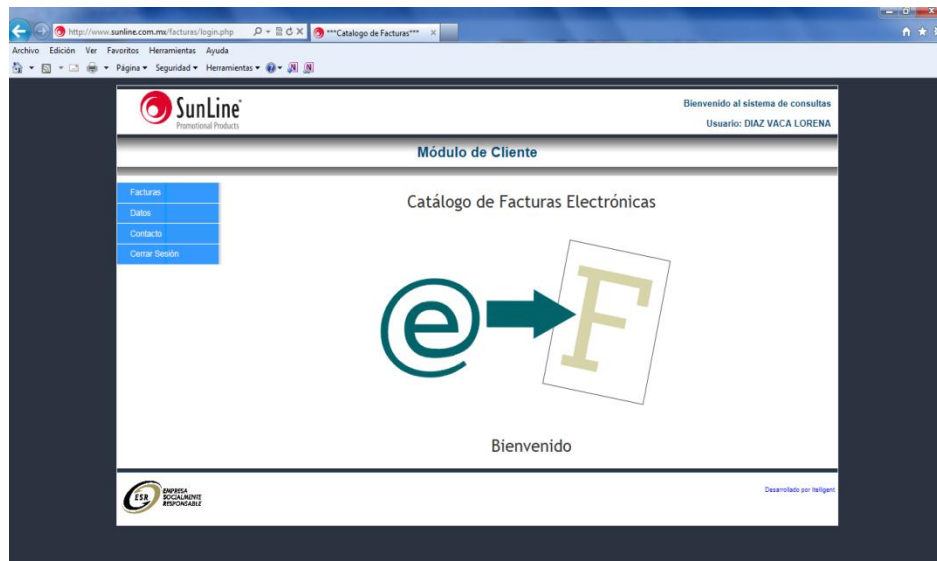 http://www.sunline.com.mx/facturas/login.php
***Catalogo de Facturas***
Archivo Edición Ver Favoritos Herramientas Ayuda
Página Seguridad Herramientas
SunLine
Promotional Products
Bienvenido al sistema de consultas
Usuario: DIAZ VACA LORENA
Módulo de Cliente
Facturas
Datos
Contacto
Cerrar Sesión
Catálogo de Facturas Electrónicas
@ F
Bienvenido
ESR EMPRESA
SOCIALMENTE
RESPONSABLE
Desarrollado por Itelligent